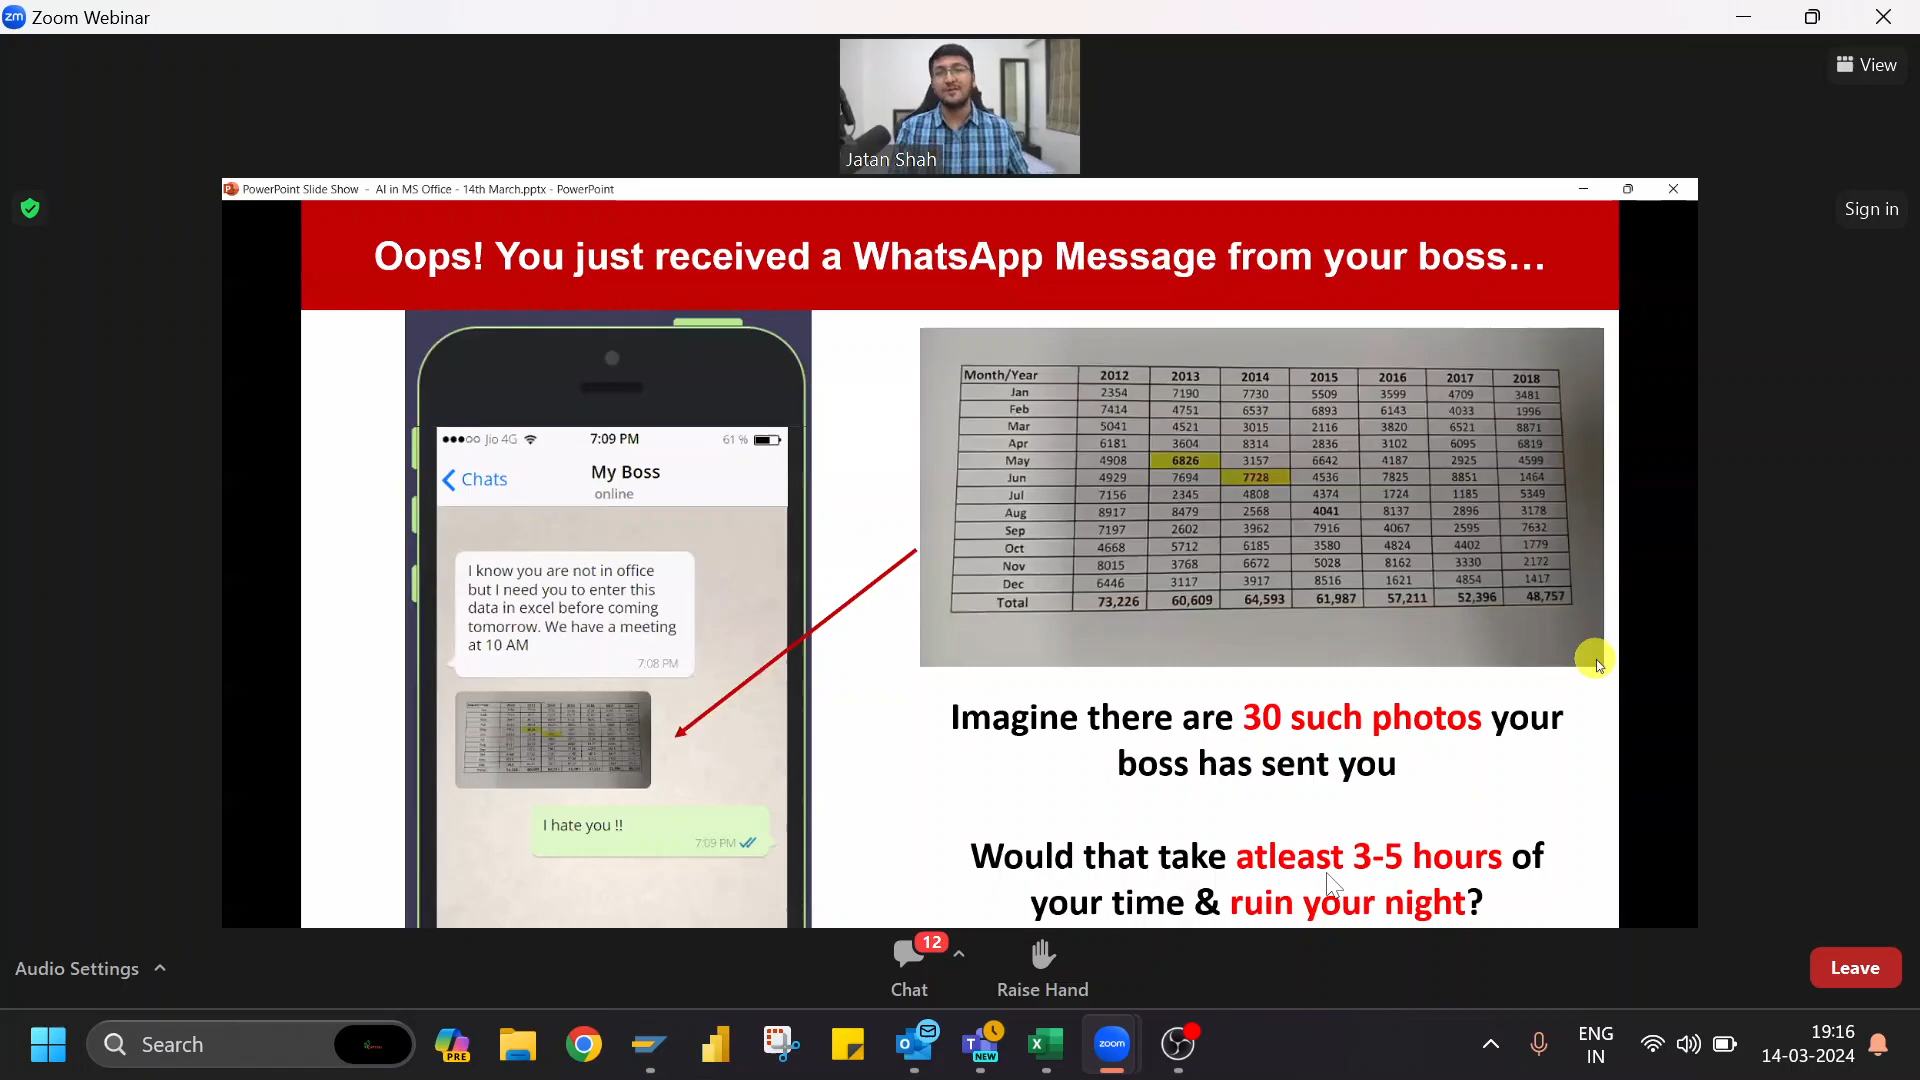 Zoom Webinar
View
Jatan Shah
PowerPoint Slide Show - AI in MS Office - 14th March.pptx - PowerPoint
Sign in
Oops! You just received a WhatsApp Message from your boss...
Jio 4G 7:09 PM 61 %
Chats
My Boss
online
I know you are not in office
but I need you to enter this
data in excel before coming
tomorrow. We have a meeting
at 10 AM
7:08 PM
I hate you !!
7:09 PM
Month/Year 2012 2013 2014 2015 2016 2017 2018
Jan 2354 7190 7730 5509 3599 4709 3481
Feb 7414 4751 6537 6893 6143 4033 1996
Mar 5041 4521 3015 2116 3820 6521 8871
Apr 6181 3604 8314 2836 3102 6095 6819
May 4908 6826 3157 6642 4187 2925 4599
Jun 4929 7694 7728 4536 7825 8851 1464
Jul 7156 2345 4808 4374 1724 1185 5349
Aug 8917 8479 2568 4041 8137 2896 3178
Sep 7197 2602 3962 7916 4067 2595 7632
Oct 4668 5712 6185 3580 4824 4402 1779
Nov 8015 3768 6672 5028 8162 3330 2172
Dec 6446 3117 3917 8516 1621 4854 1417
Total 73,226 60,609 64,593 61,987 57,211 52,396 48,757
Imagine there are 30 such photos your
boss has sent you
Would that take atleast 3-5 hours of
your time & ruin your night?
Audio Settings
12
Chat
Raise Hand
Leave
Search
PRE
NEW
zoom
ENG
IN
19:16
14-03-2024